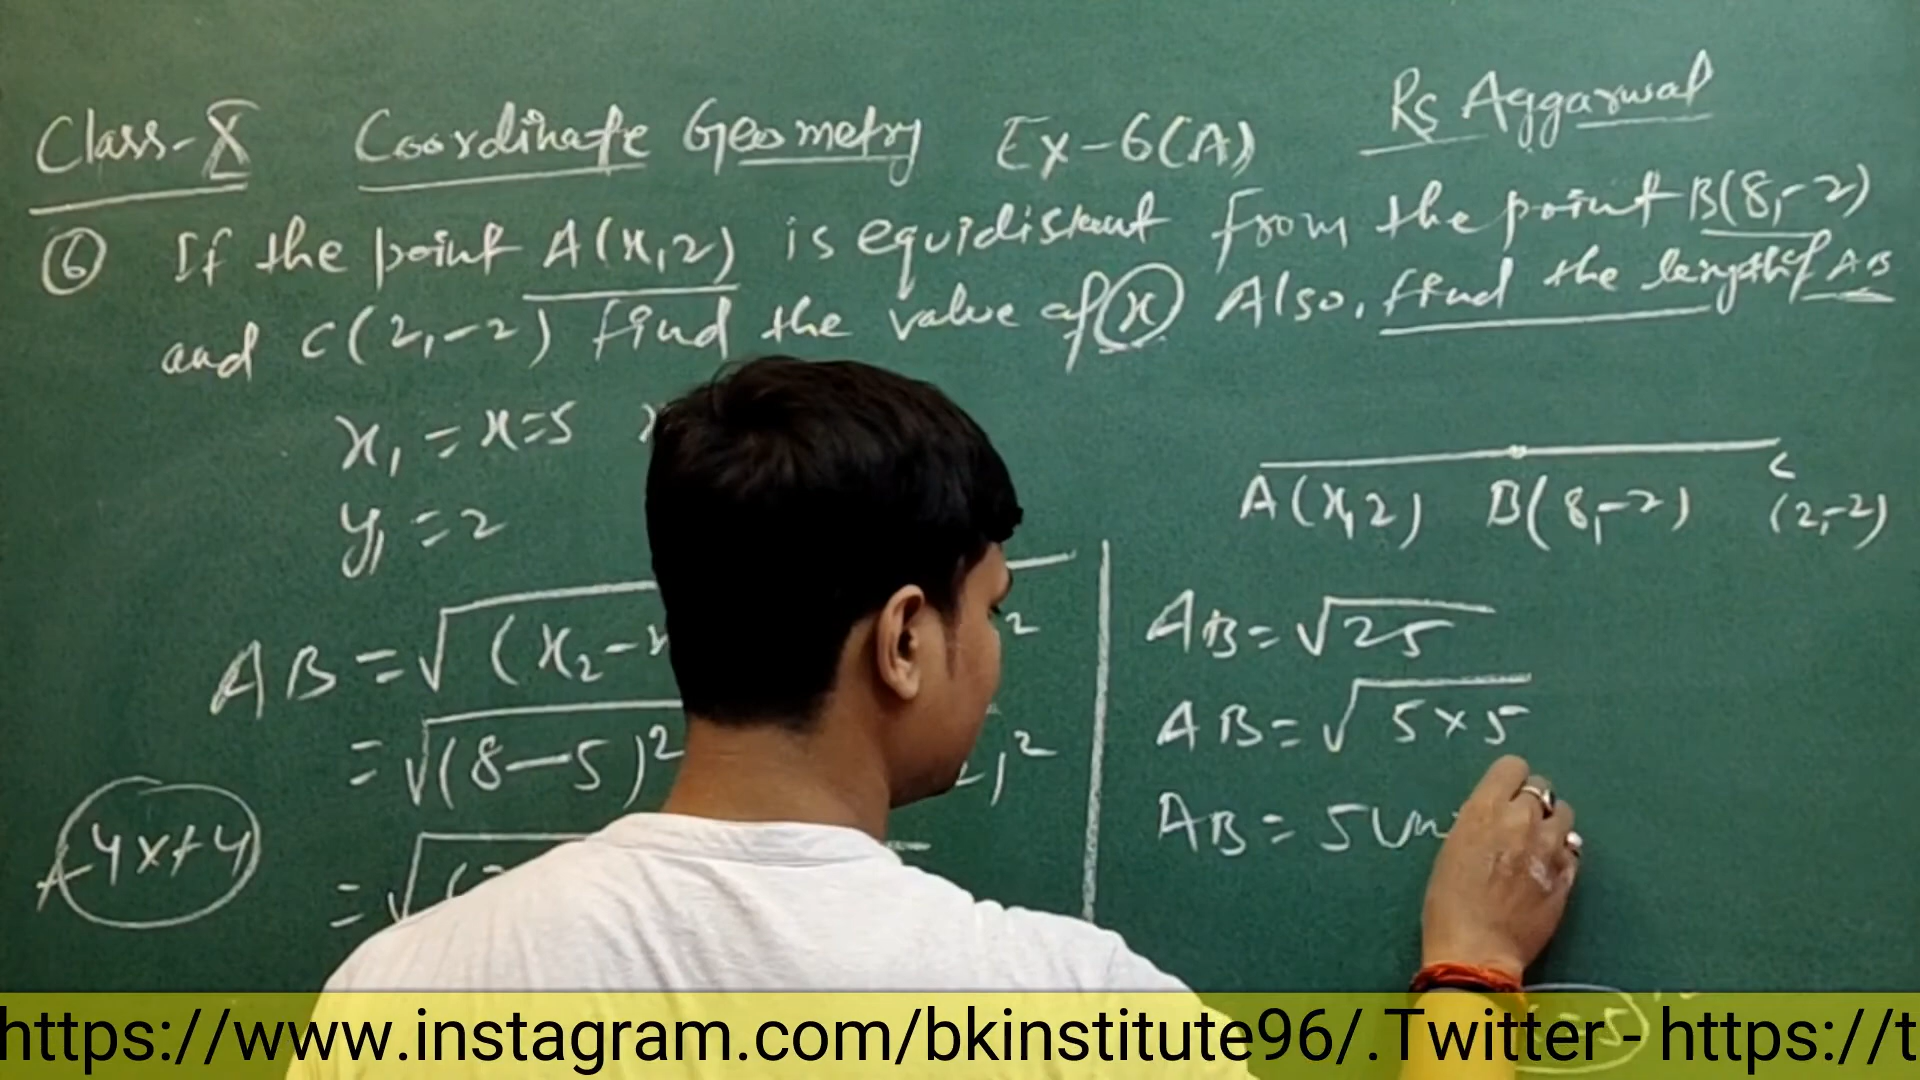 Class-X Coordinate Geometry Ex-6(A) Rs Aggarwal
⑥ If the point A(x,2) is equidistant from the point B(8,-2)
and C(2,-2) find the value of x Also, find the length of AB
x₁ = x=5
y₁ = 2
A(x,2) B(8,-2) C (2,-2)
AB = √(x₂-
= √(8-5)²
= √(
-4x+4
AB = √25
AB = √5×5
AB = 5
https://www.instagram.com/bkinstitute96/.Twitter - https://t